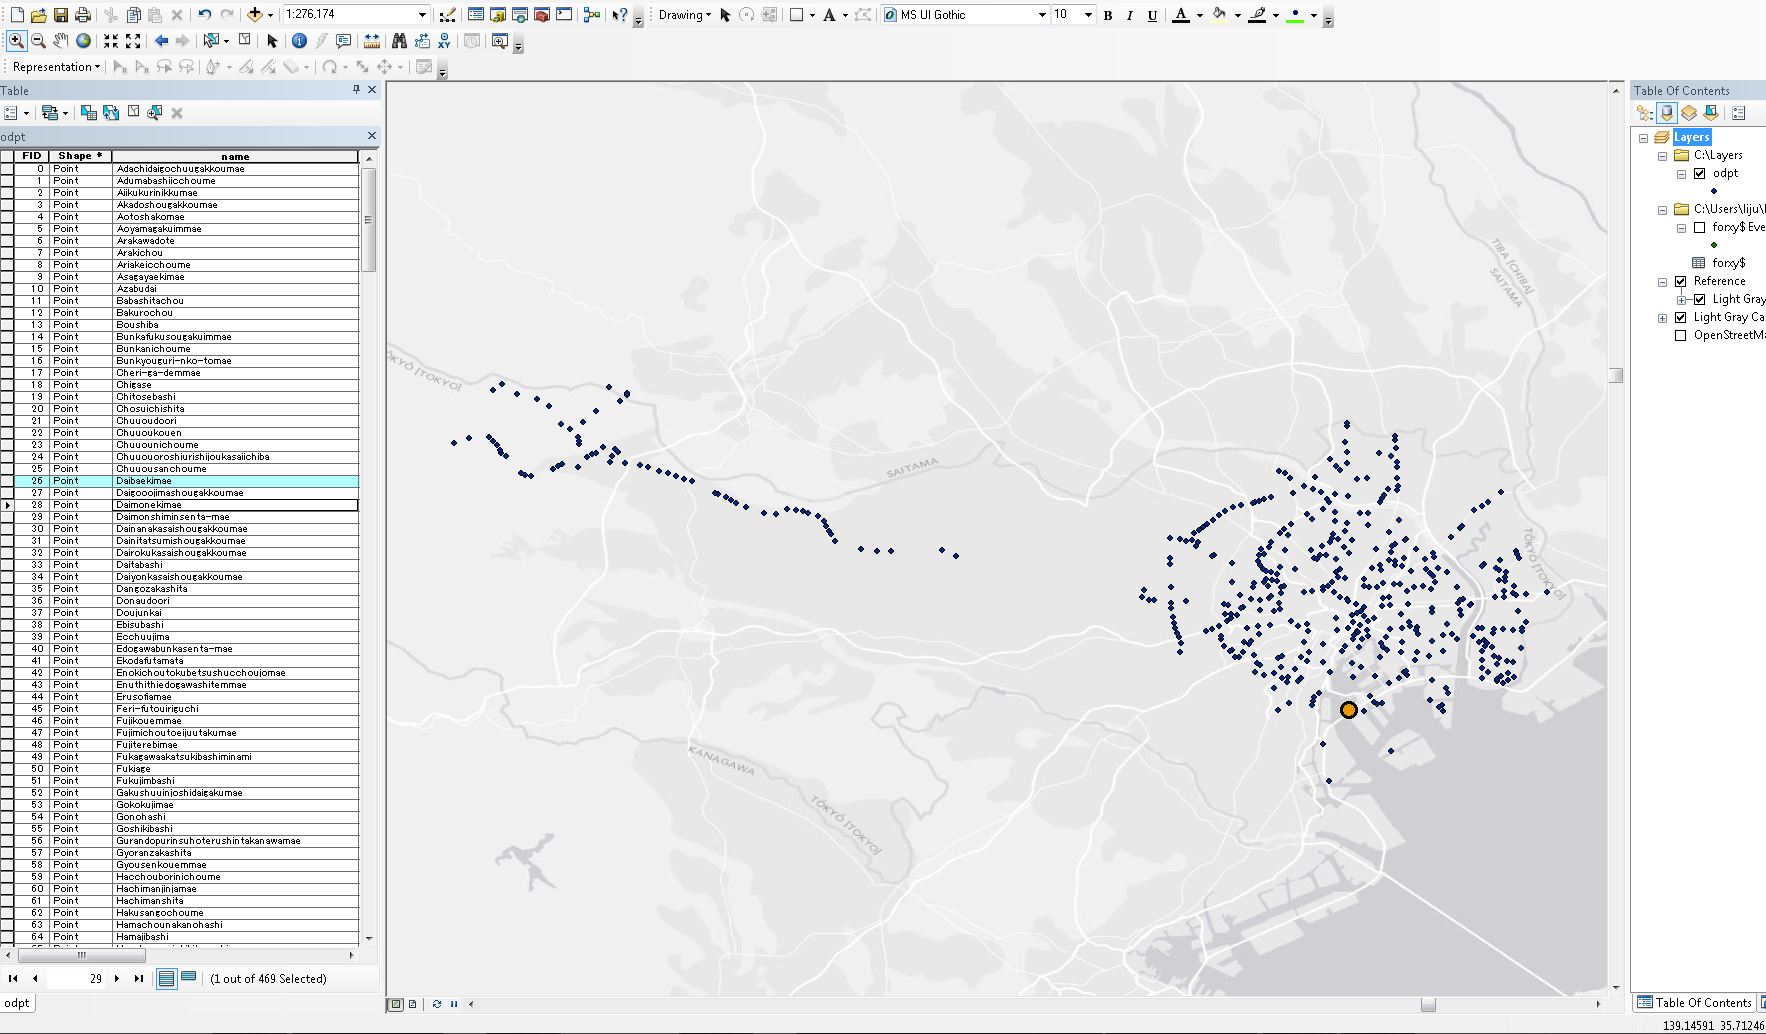 1:276,174
Drawing
MS UI Gothic
10
B I U A
Representation
Table
odpt
FID Shape * name
0 Point Adachidaigochuugakkoumae
1 Point Adumabashiicchoume
2 Point Aiikukurinikkumae
3 Point Akadoshougakkoumae
4 Point Aotoshakomae
5 Point Aoyamagakuimmae
6 Point Arakawadote
7 Point Arakichou
8 Point Ariakeicchoume
9 Point Asagayaekimae
10 Point Azabudai
11 Point Babashitachou
12 Point Bakurochou
13 Point Boushiba
14 Point Bunkafukusougakuimmae
15 Point Bunkanichoume
16 Point Bunkyouguri-nko-tomae
17 Point Cheri-ga-demmae
18 Point Chigase
19 Point Chitosebashi
20 Point Chosuichishita
21 Point Chuuoudoori
22 Point Chuuoukouen
23 Point Chuuounichoume
24 Point Chuuouoroshiurishijoukasaiichiba
25 Point Chuuousanchoume
26 Point Daibaekimae
27 Point Daigooojimashougakkoumae
28 Point Daimonekimae
29 Point Daimonshiminsenta-mae
30 Point Dainanakasaishougakkoumae
31 Point Dainitatsumishougakkoumae
32 Point Dairokukasaishougakkoumae
33 Point Daitabashi
34 Point Daiyonkasaishougakkoumae
35 Point Dangozakashita
36 Point Donaudoori
37 Point Doujunkai
38 Point Ebisubashi
39 Point Ecchuujima
40 Point Edogawabunkasenta-mae
41 Point Ekodafutamata
42 Point Enokichoutokubetsushucchoujomae
43 Point Enuthithiedogawashitemmae
44 Point Erusofiamae
45 Point Feri-futouiriguchi
46 Point Fujikouemmae
47 Point Fujimichoutoeijuutakumae
48 Point Fujiterebimae
49 Point Fukagawaakatsukibashiminami
50 Point Fukiage
51 Point Fukujimbashi
52 Point Gakushuuinjoshidaigakumae
53 Point Gokokujimae
54 Point Gonohashi
55 Point Goshikibashi
56 Point Gurandopurinsuhoterushintakanawamae
57 Point Gyoranzakashita
58 Point Gyousenkouemmae
59 Point Hacchouborinichoume
60 Point Hachimanjinjamae
61 Point Hachimanshita
62 Point Hakusangochoume
63 Point Hamachounakanohashi
64 Point Hamajibashi
29 (1 out of 469 Selected)
odpt
TŌKYŌ [TOKYO]
SAITAMA
KANAGAWA
TŌKYŌ [TOKYO]
TIBA [CHIBA]
SAITAMA
TŌKYŌ [TOKYO]
Table Of Contents
Layers
C:\Layers
odpt
C:\Users\liju\
forxy$ Eve
forxy$
Reference
Light Gray
Light Gray Ca
OpenStreetMa
Table Of Contents
139.14591 35.71246